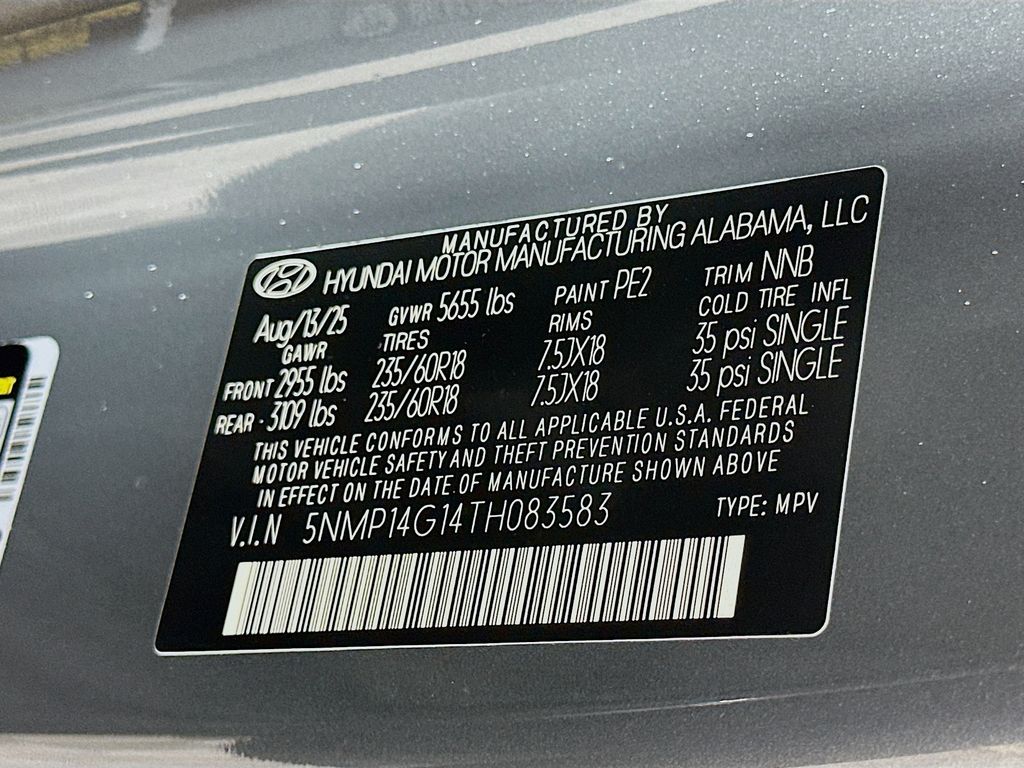 MANUFACTURED BY
HYUNDAI MOTOR MANUFACTURING ALABAMA, LLC
Aug/13/25 GVWR 5655 lbs PAINT PE2 TRIM NNB
GAWR TIRES RIMS COLD TIRE INFL
FRONT 2955 lbs 235/60R18 7.5JX18 35 psi SINGLE
REAR · 3109 lbs 235/60R18 7.5JX18 35 psi SINGLE
THIS VEHICLE CONFORMS TO ALL APPLICABLE U.S.A. FEDERAL
MOTOR VEHICLE SAFETY AND THEFT PREVENTION STANDARDS
IN EFFECT ON THE DATE OF MANUFACTURE SHOWN ABOVE
V.I.N 5NMP14G14TH083583 TYPE: MPV